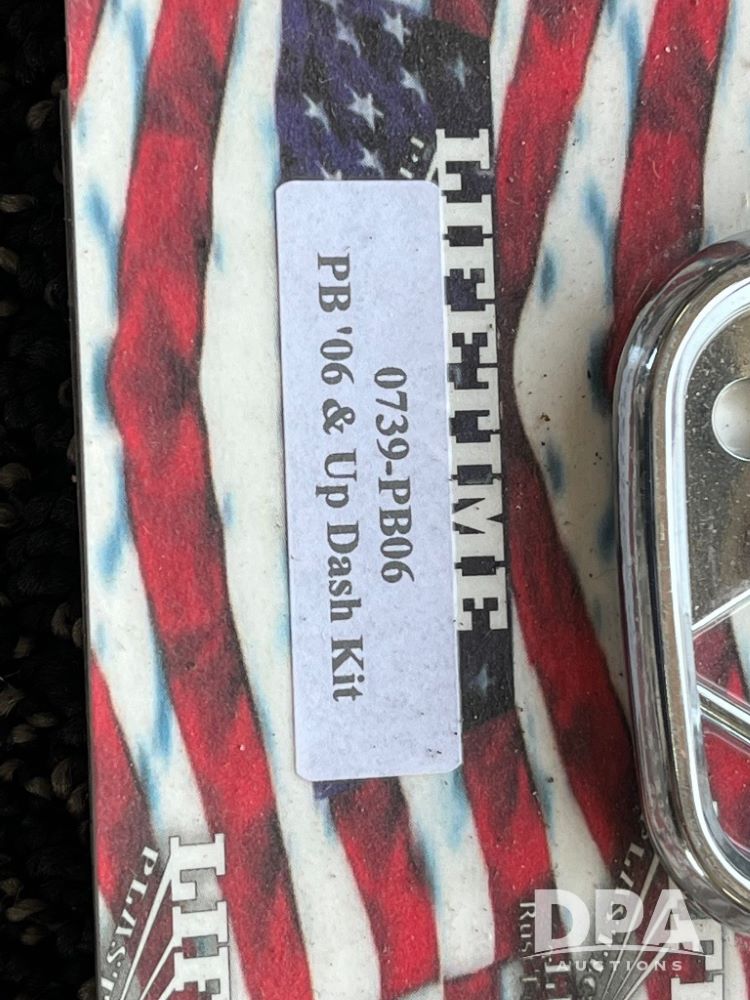 LIFETIME
0739-PB06
PB '06 & Up Dash Kit
DPA
AUCTIONS